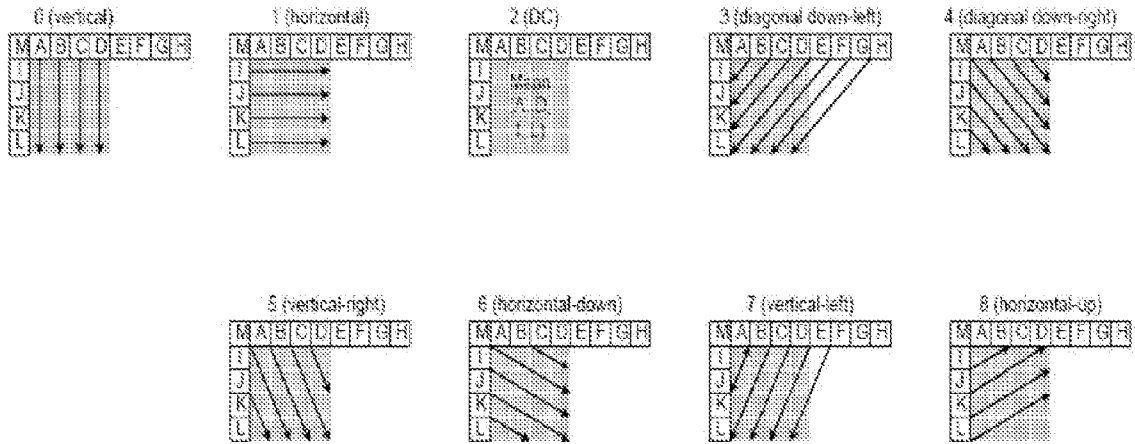 0 (vertical) 1 (horizontal) 2 (DC) 3 (diagonal down-left) 4 (diagonal down-right)
M A B C D E F G H M A B C D E F G H M A B C D E F G H M A B C D E F G H M A B C D E F G H
I I I Mean I I
J J J A D J J
K K K K K
L L L L L
5 (vertical-right) 6 (horizontal-down) 7 (vertical-left) 8 (horizontal-up)
M A B C D E F G H M A B C D E F G H M A B C D E F G H M A B C D E F G H
I I I I
J J J J
K K K K
L L L L